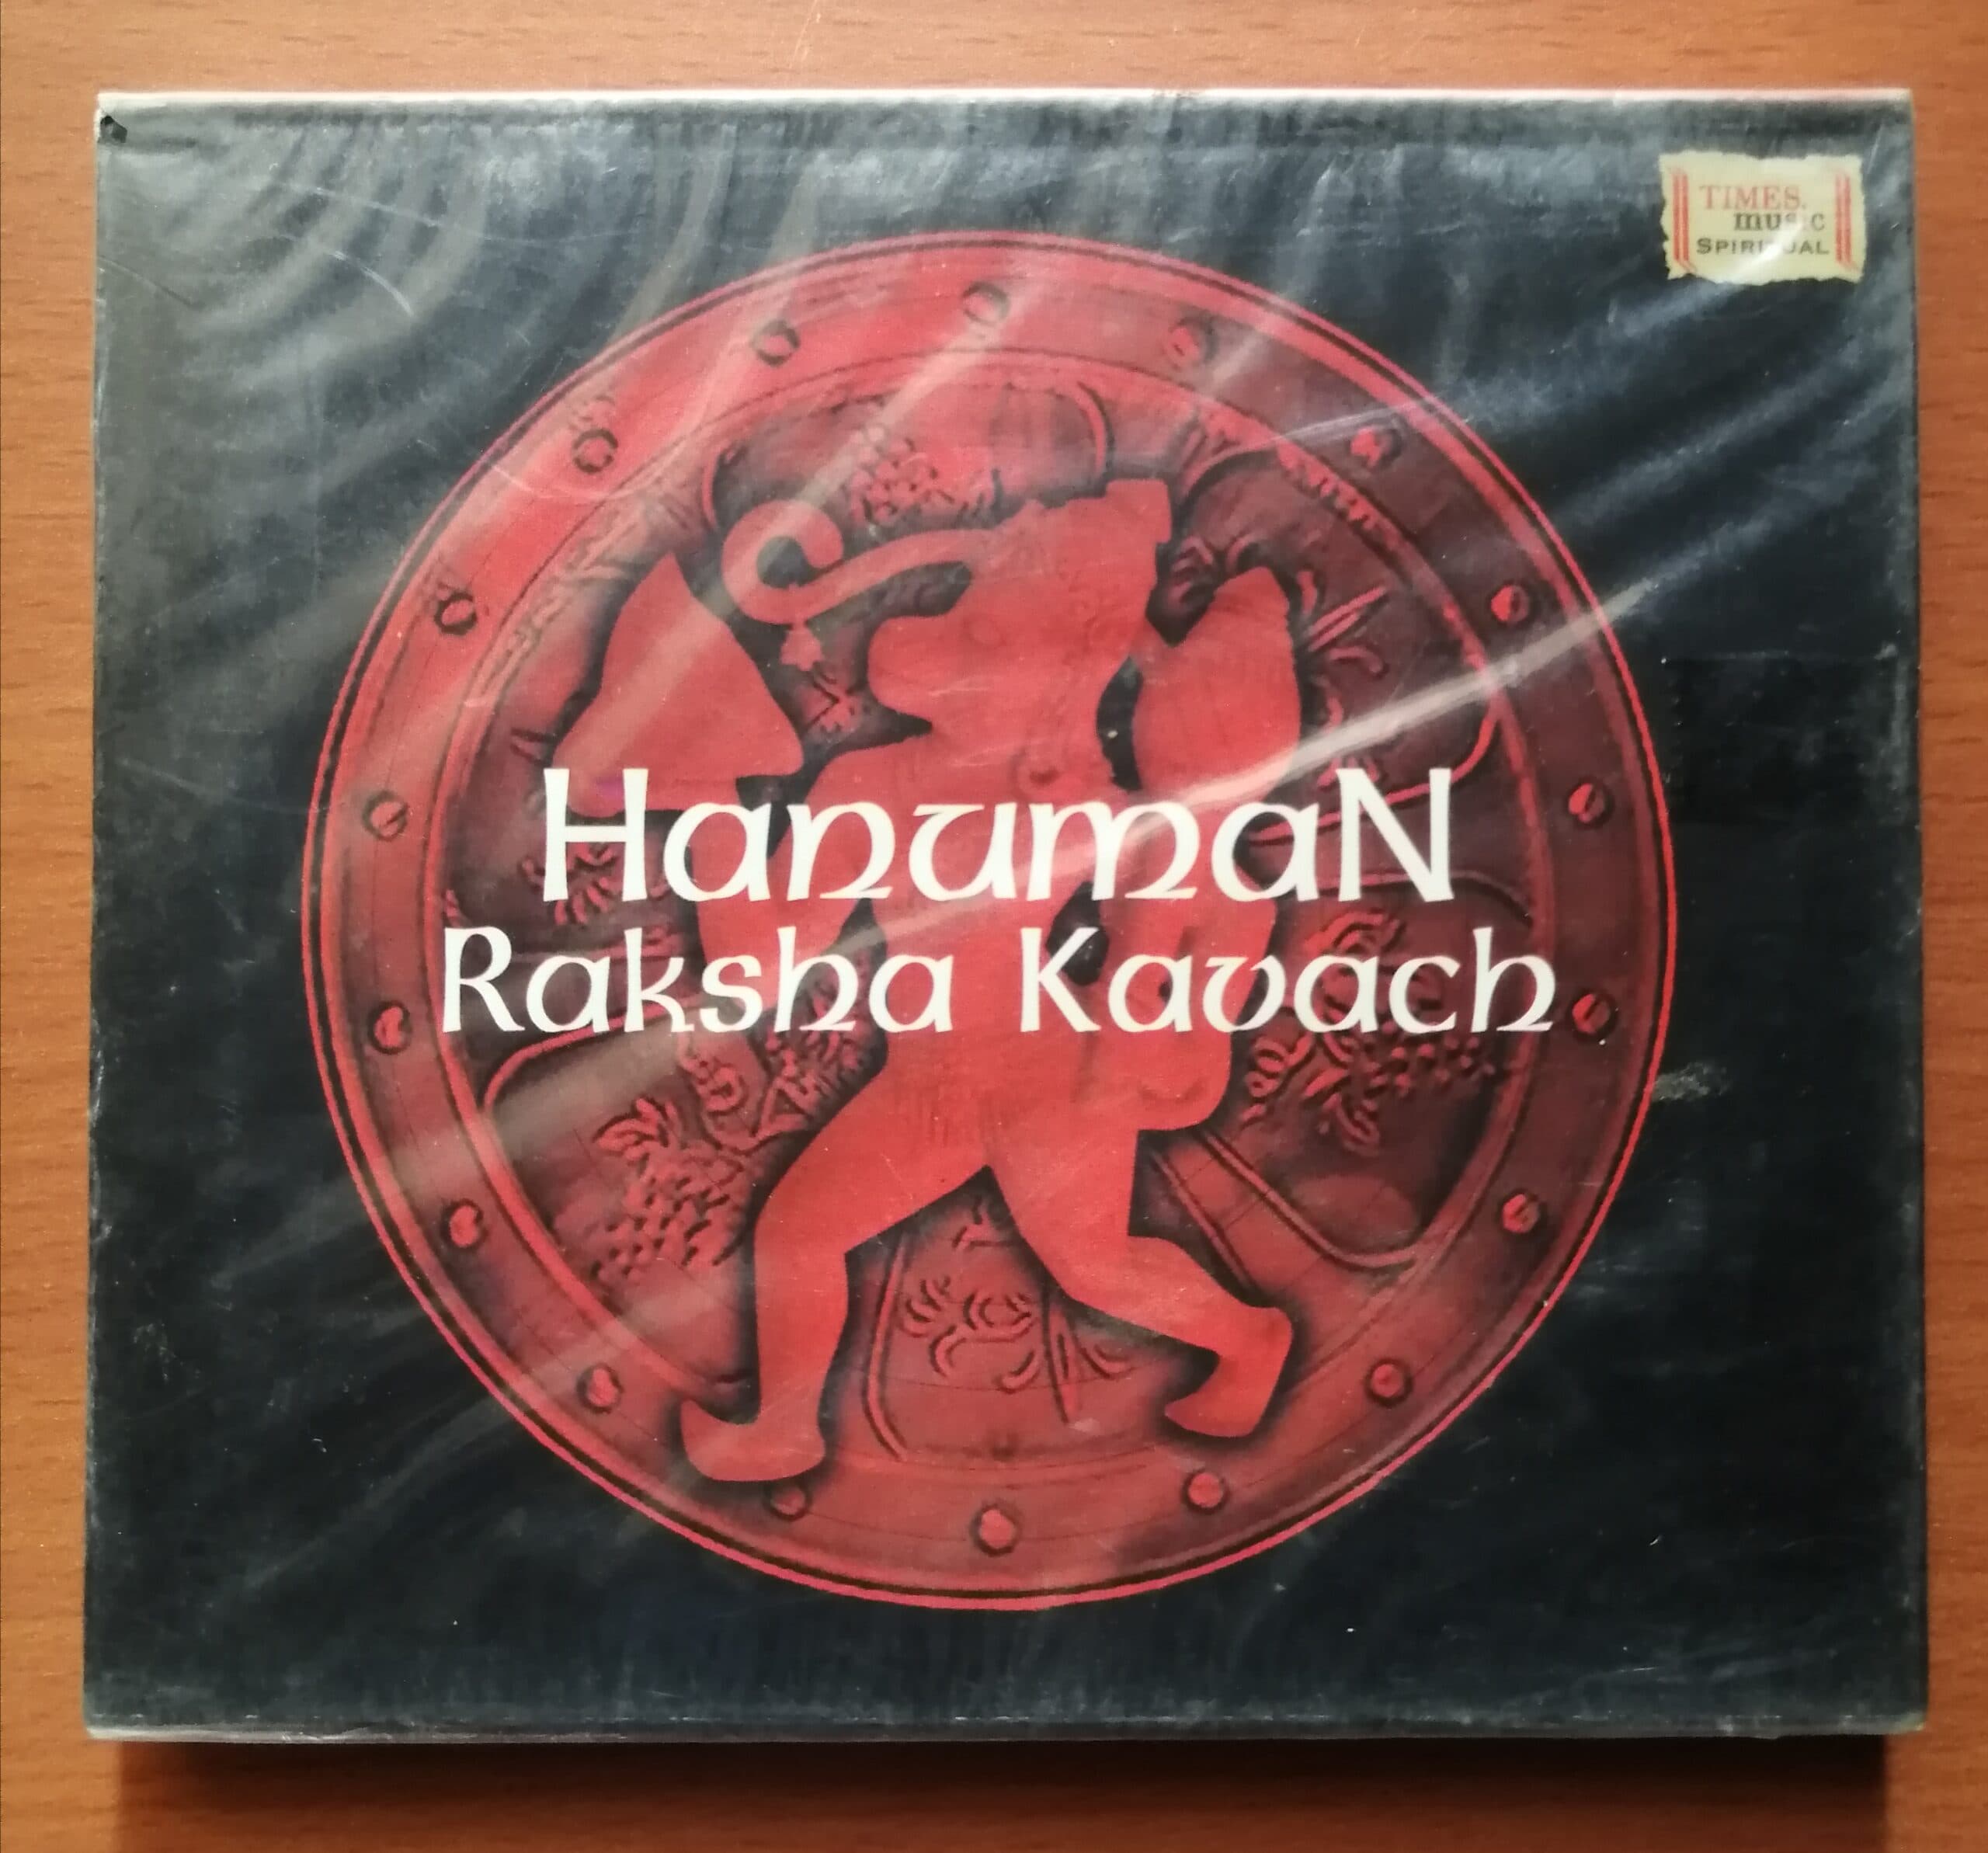 TIMES
music
SPIRITUAL
HanumaN
Raksha Kavach